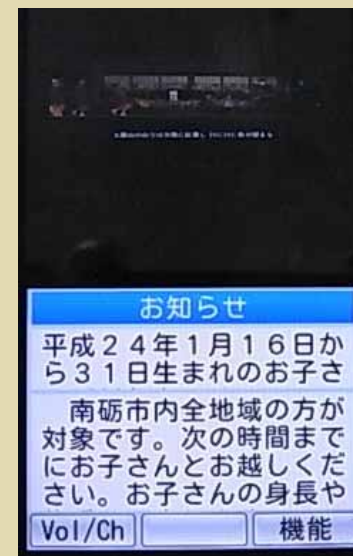 お知らせ
平成24年1月16日か
ら31日生まれのお子さ
南砺市内全地域の方が
対象です。次の時間まで
にお子さんとお越しくだ
さい。お子さんの身長や
Vol/Ch
機能